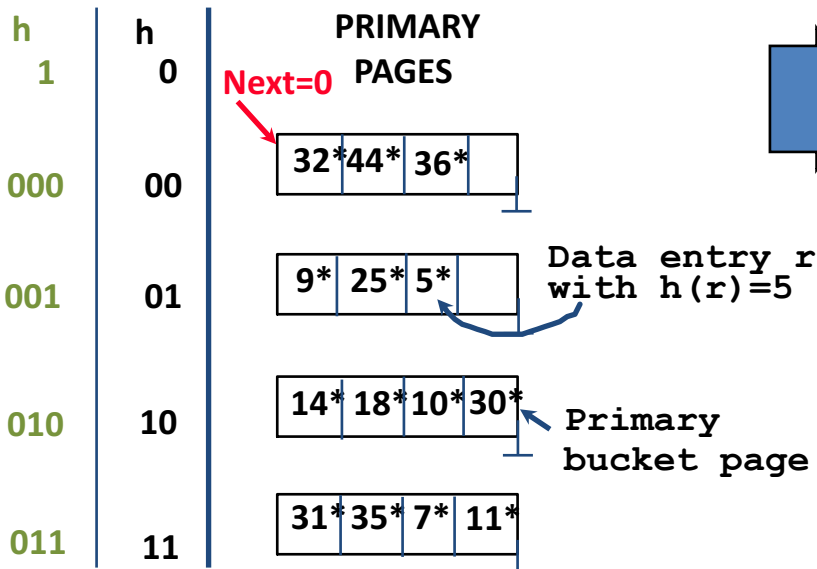 h h PRIMARY
1 0 PAGES
Next=0
32* 44* 36*
000 00
9* 25* 5*
Data entry r
with h(r)=5
001 01
14* 18* 10* 30*
010 10
Primary
bucket page
31* 35* 7* 11*
011 11